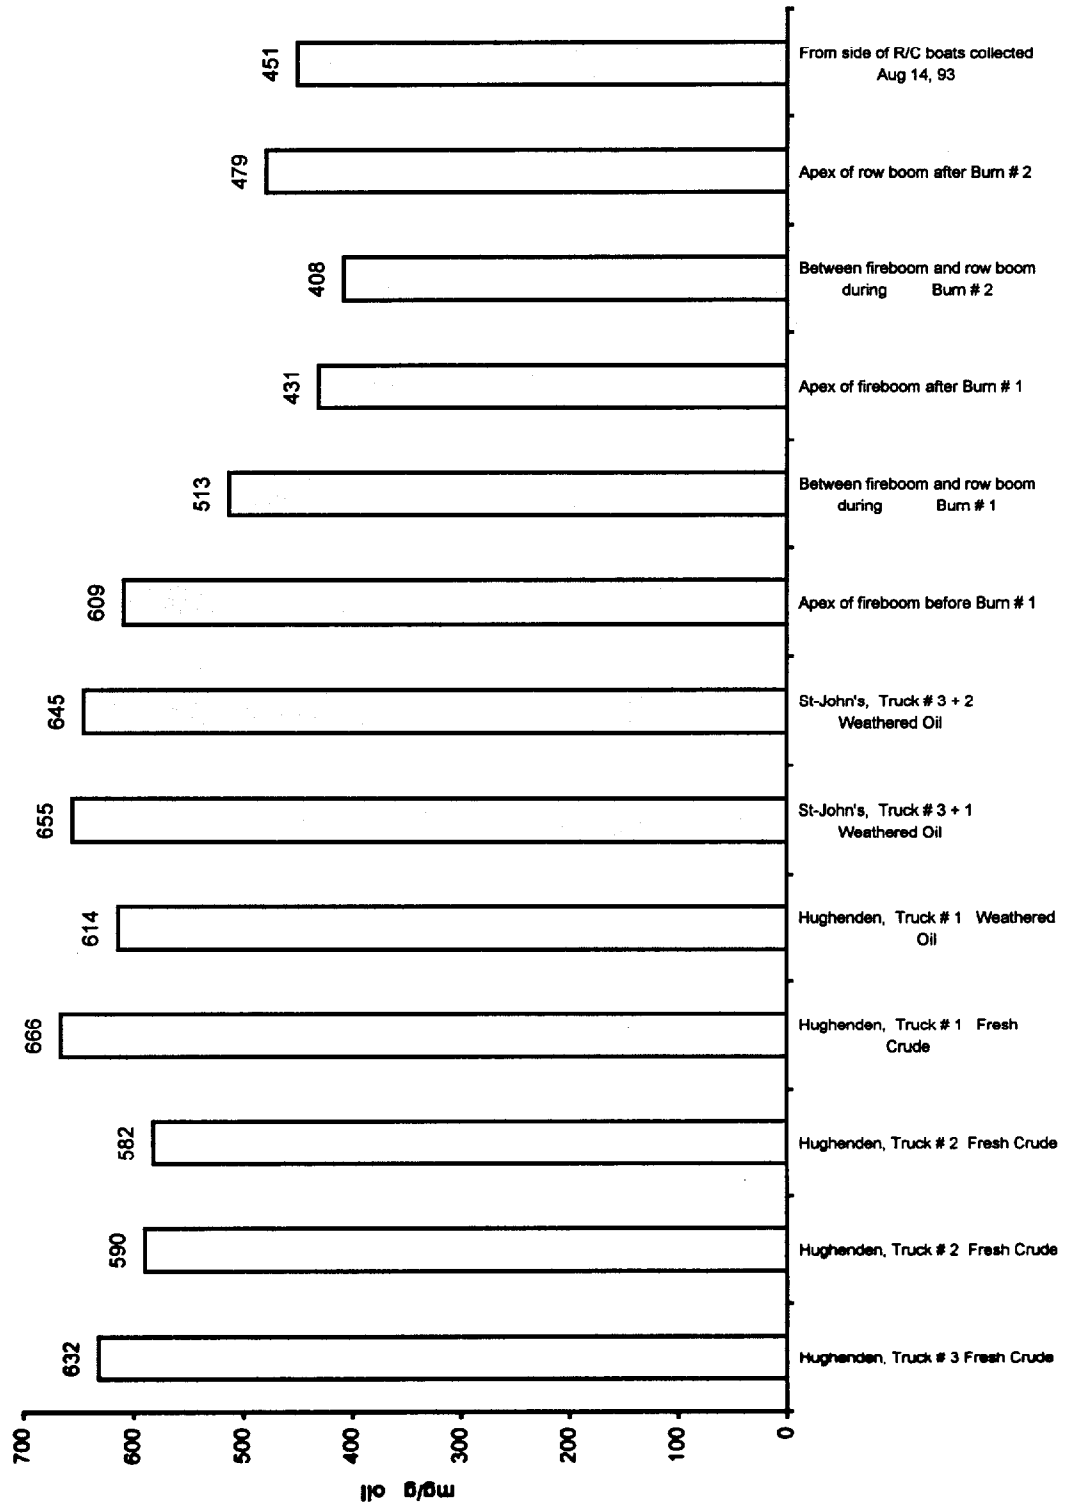 451
479
408
431
513
609
645
655
614
666
582
590
632
From side of R/C boats collected
Aug 14, 93
Apex of row boom after Burn # 2
Between fireboom and row boom
during Burn # 2
Apex of fireboom after Burn # 1
Between fireboom and row boom
during Burn # 1
Apex of fireboom before Burn # 1
St-John's, Truck # 3 + 2
Weathered Oil
St-John's, Truck # 3 + 1
Weathered Oil
Hughenden, Truck # 1 Weathered
Oil
Hughenden, Truck # 1 Fresh
Crude
Hughenden, Truck # 2 Fresh Crude
Hughenden, Truck # 2 Fresh Crude
Hughenden, Truck # 3 Fresh Crude
700
600
500
400
300
200
100
0
mg/g oil